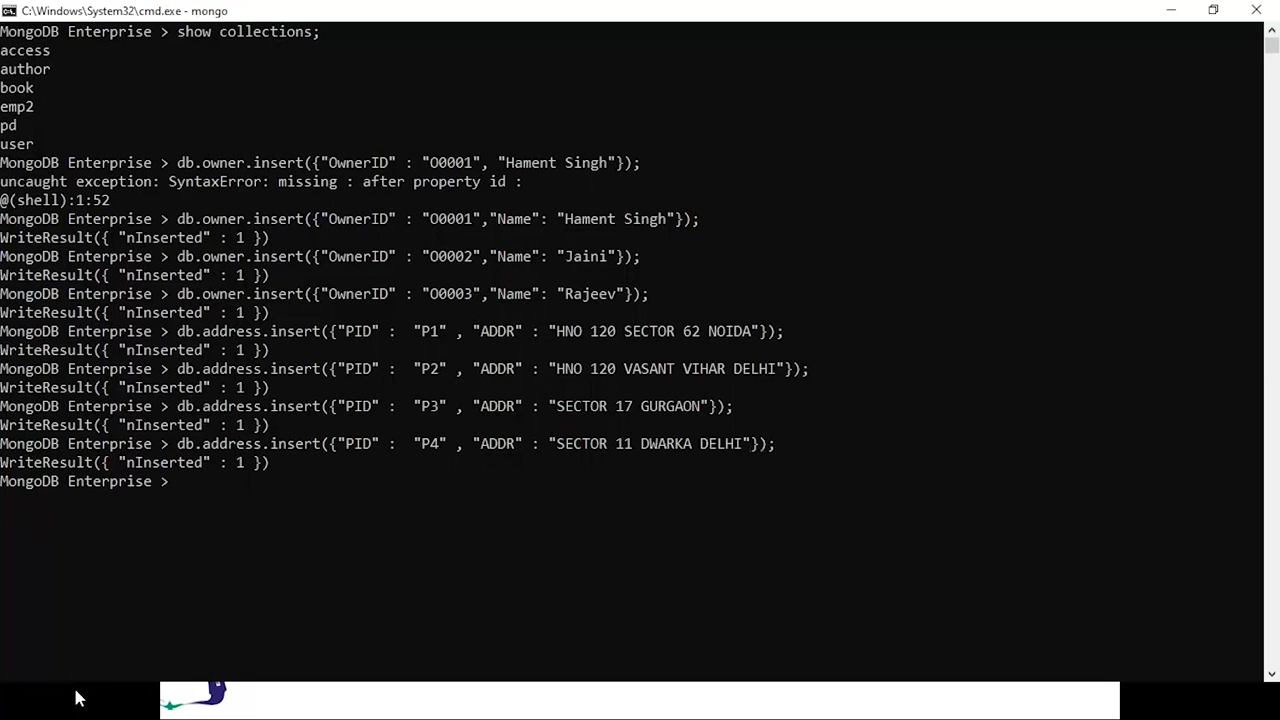 C:\Windows\System32\cmd.exe - mongo
MongoDB Enterprise > show collections;
access
author
book
emp2
pd
user
MongoDB Enterprise > db.owner.insert({"OwnerID" : "O0001", "Hament Singh"});
uncaught exception: SyntaxError: missing : after property id :
@(shell):1:52
MongoDB Enterprise > db.owner.insert({"OwnerID" : "O0001","Name": "Hament Singh"});
WriteResult({ "nInserted" : 1 })
MongoDB Enterprise > db.owner.insert({"OwnerID" : "O0002","Name": "Jaini"});
WriteResult({ "nInserted" : 1 })
MongoDB Enterprise > db.owner.insert({"OwnerID" : "O0003","Name": "Rajeev"});
WriteResult({ "nInserted" : 1 })
MongoDB Enterprise > db.address.insert({"PID" :  "P1" , "ADDR" : "HNO 120 SECTOR 62 NOIDA"});
WriteResult({ "nInserted" : 1 })
MongoDB Enterprise > db.address.insert({"PID" :  "P2" , "ADDR" : "HNO 120 VASANT VIHAR DELHI"});
WriteResult({ "nInserted" : 1 })
MongoDB Enterprise > db.address.insert({"PID" :  "P3" , "ADDR" : "SECTOR 17 GURGAON"});
WriteResult({ "nInserted" : 1 })
MongoDB Enterprise > db.address.insert({"PID" :  "P4" , "ADDR" : "SECTOR 11 DWARKA DELHI"});
WriteResult({ "nInserted" : 1 })
MongoDB Enterprise >